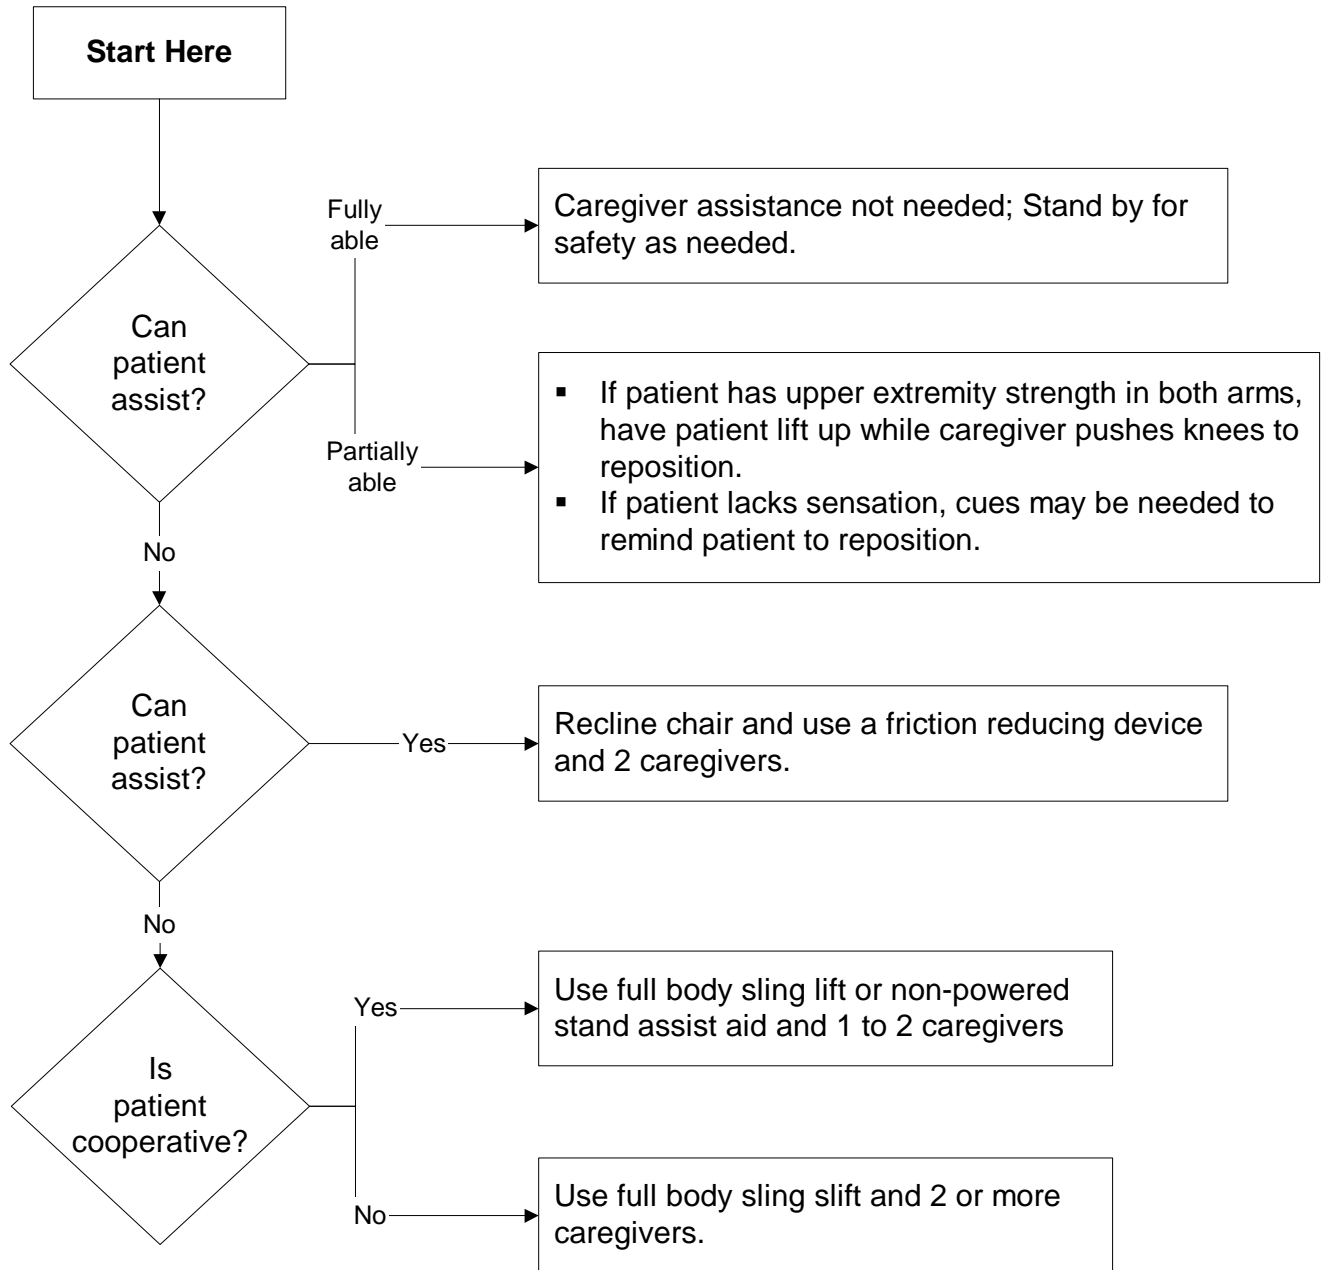 Start Here
Fully
able
Caregiver assistance not needed; Stand by for
safety as needed.
Can
patient
assist?
Partially
able
▪ If patient has upper extremity strength in both arms,
have patient lift up while caregiver pushes knees to
reposition.
▪ If patient lacks sensation, cues may be needed to
remind patient to reposition.
No
Can
patient
assist?
Yes
Recline chair and use a friction reducing device
and 2 caregivers.
No
Is
patient
cooperative?
Yes
Use full body sling lift or non-powered
stand assist aid and 1 to 2 caregivers
No
Use full body sling slift and 2 or more
caregivers.